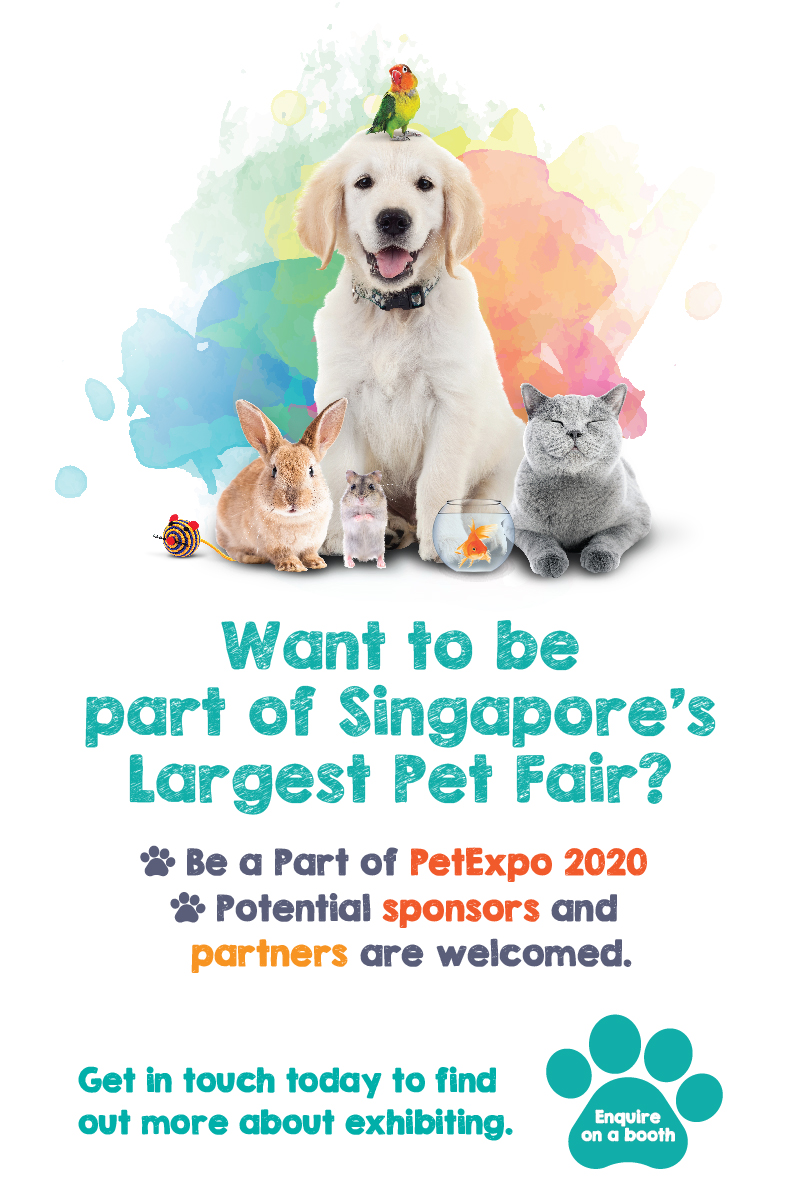 Want to be
part of Singapore's
Largest Pet Fair?
Be a Part of PetExpo 2020
Potential sponsors and
partners are welcomed.
Get in touch today to find
out more about exhibiting.
Enquire
on a booth